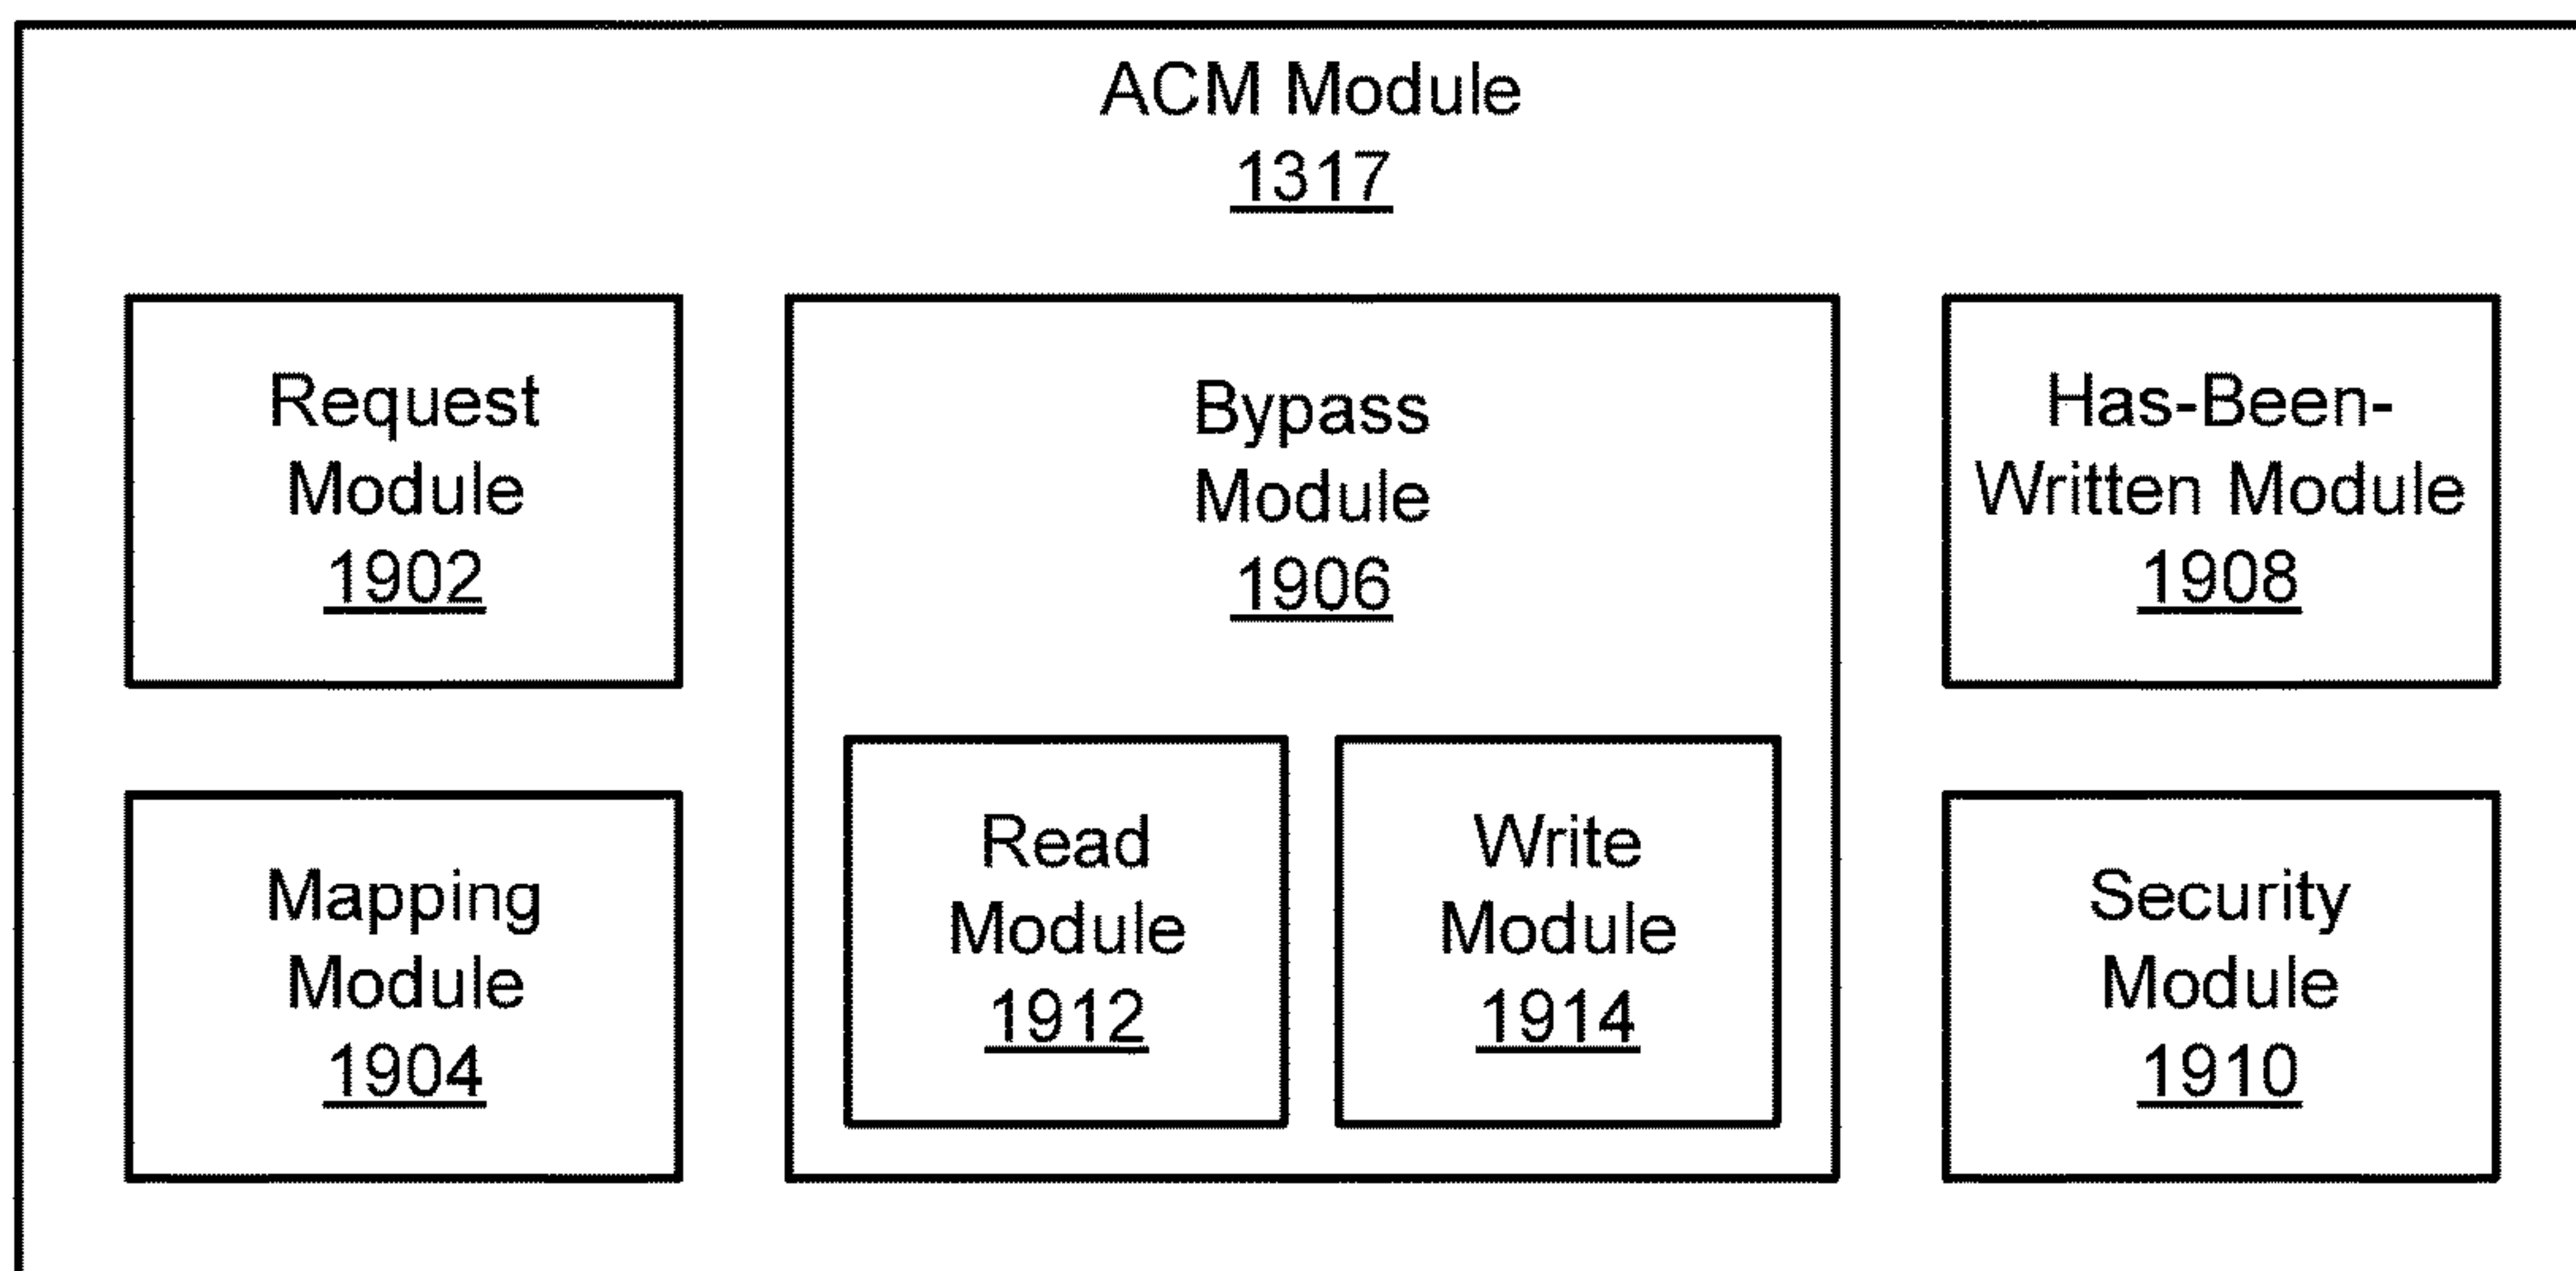 ACM Module
1317
Request
Module
1902
Bypass
Module
1906
Has-Been-
Written Module
1908
Mapping
Module
1904
Read
Module
1912
Write
Module
1914
Security
Module
1910